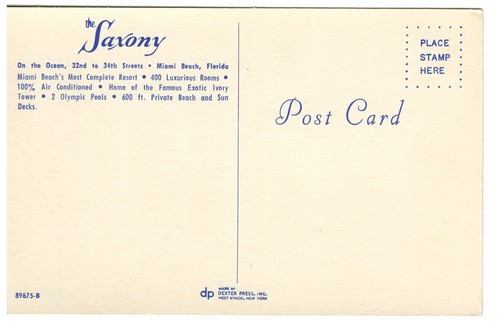 the
Saxony
On the Ocean, 32nd to 34th Streets • Miami Beach, Florida
Miami Beach's Most Complete Resort • 400 Luxurious Rooms •
100% Air Conditioned • Home of the Famous Exotic Ivory
Tower • 2 Olympic Pools • 600 ft. Private Beach and Sun
Decks.
PLACE
STAMP
HERE
Post Card
89675-B
dp
MADE BY
DEXTER PRESS, INC.
WEST NYACK, NEW YORK